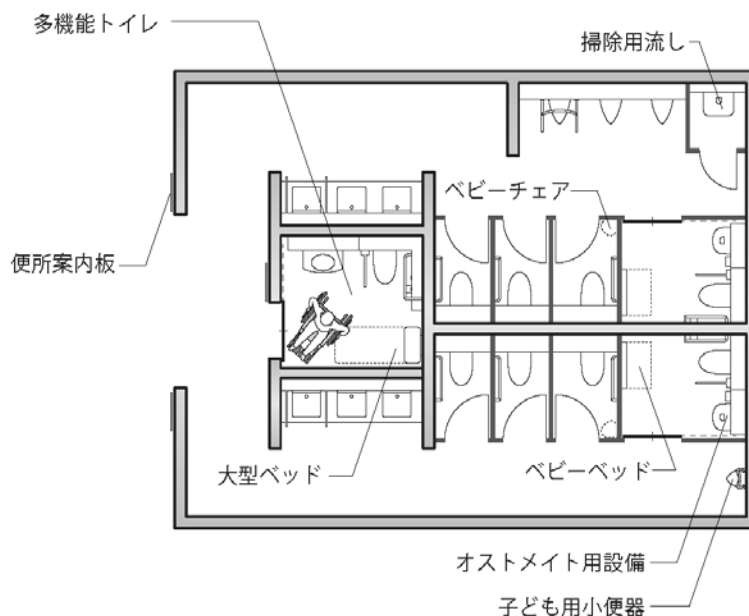 多機能トイレ
掃除用流し
ベビーチェア
便所案内板
大型ベッド
ベビーベッド
オストメイト用設備
子ども用小便器